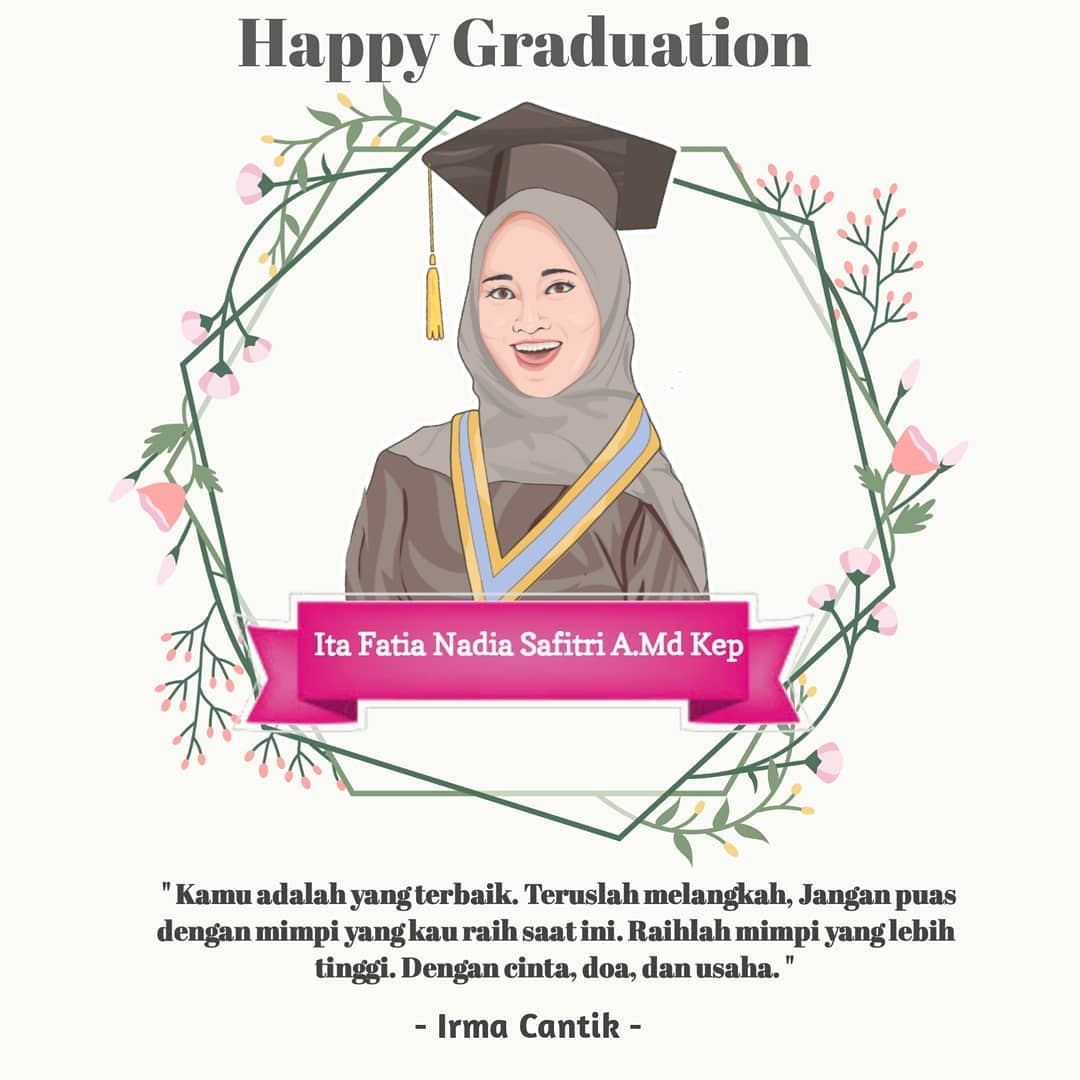 Happy Graduation
Ita Fatia Nadia Safitri A.Md Kep
" Kamu adalah yang terbaik. Teruslah melangkah, Jangan puas
dengan mimpi yang kau raih saat ini. Raihlah mimpi yang lebih
tinggi. Dengan cinta, doa, dan usaha. "
- Irma Cantik -